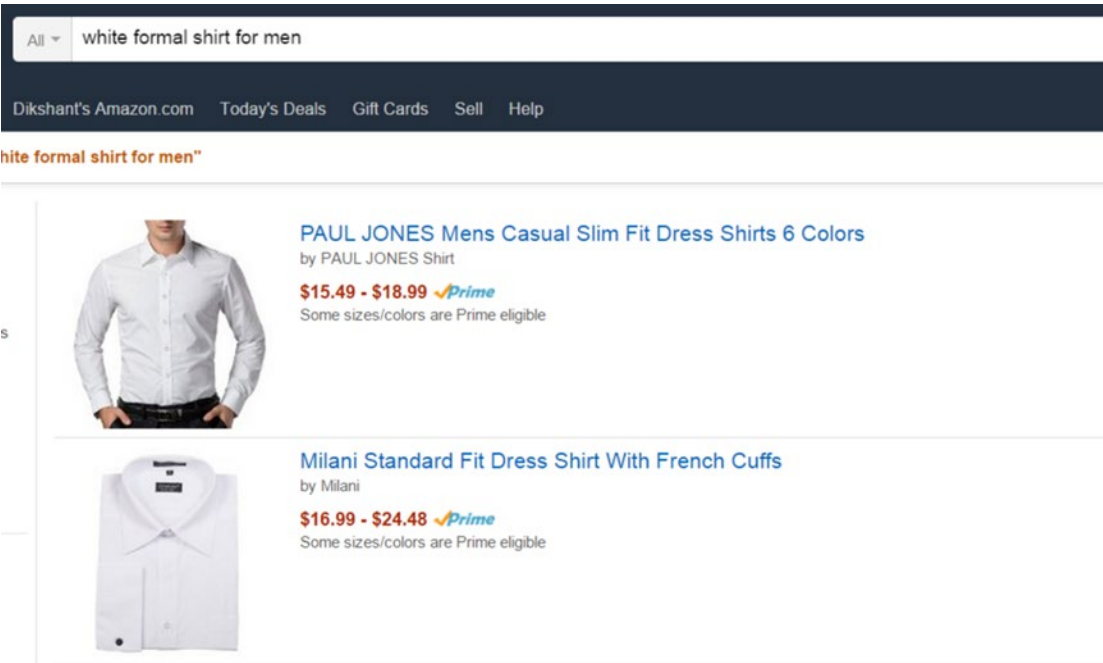 All
white formal shirt for men
Dikshant's Amazon.com Today's Deals Gift Cards Sell Help
hite formal shirt for men"
PAUL JONES Mens Casual Slim Fit Dress Shirts 6 Colors
by PAUL JONES Shirt
$15.49 - $18.99 Prime
Some sizes/colors are Prime eligible
s
Milani Standard Fit Dress Shirt With French Cuffs
by Milani
$16.99 - $24.48 Prime
Some sizes/colors are Prime eligible